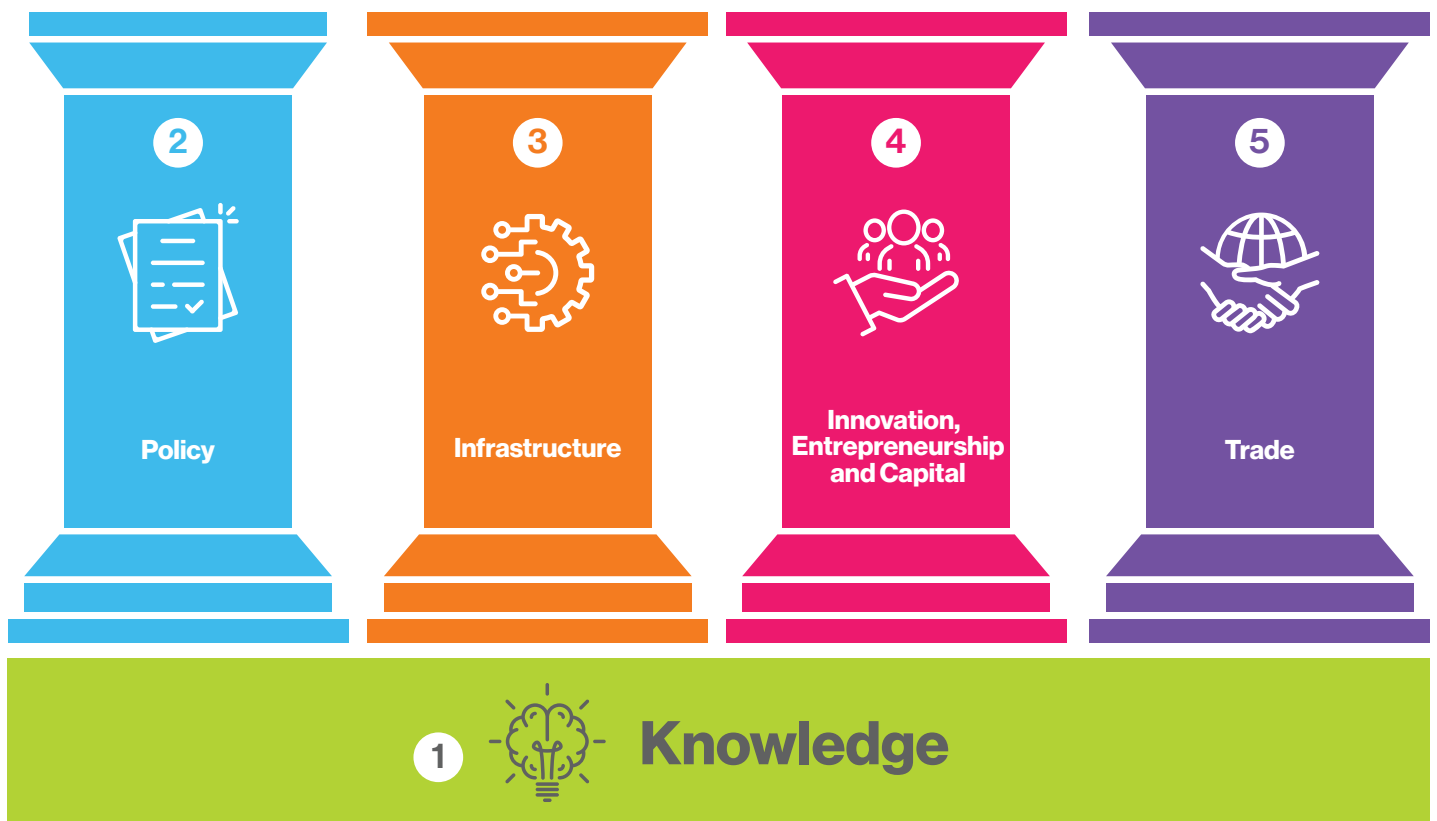 2
Policy
3
Infrastructure
4
Innovation,
Entrepreneurship
and Capital
5
Trade
1
Knowledge